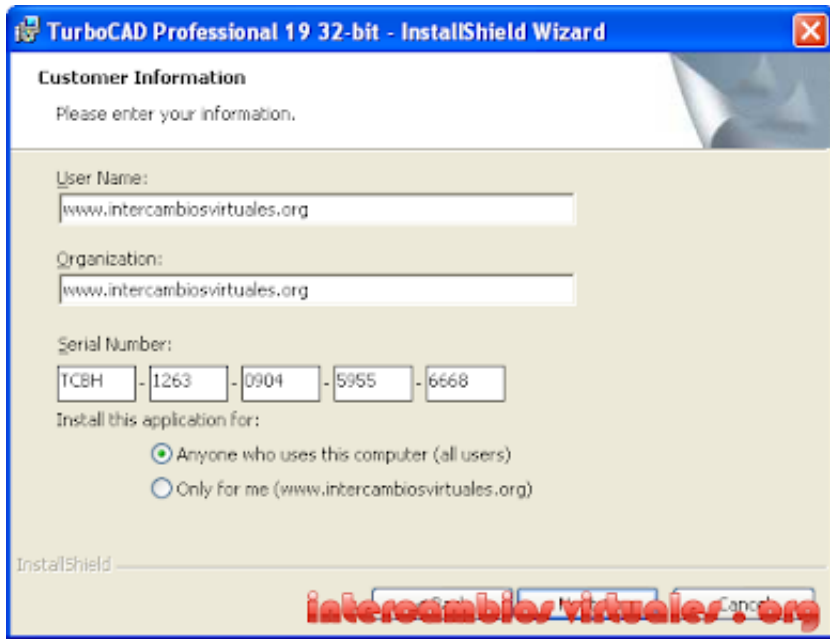 TurboCAD Professional 19 32-bit - InstallShield Wizard
Customer Information
Please enter your information.
User Name:
www.intercambiosvirtuales.org
Organization:
www.intercambiosvirtuales.org
Serial Number:
TCBH - 1263 - 0904 - 5955 - 6668
Install this application for:
Anyone who uses this computer (all users)
Only for me (www.intercambiosvirtuales.org)
InstallShield
Cancel
intercambiosvirtuales.org